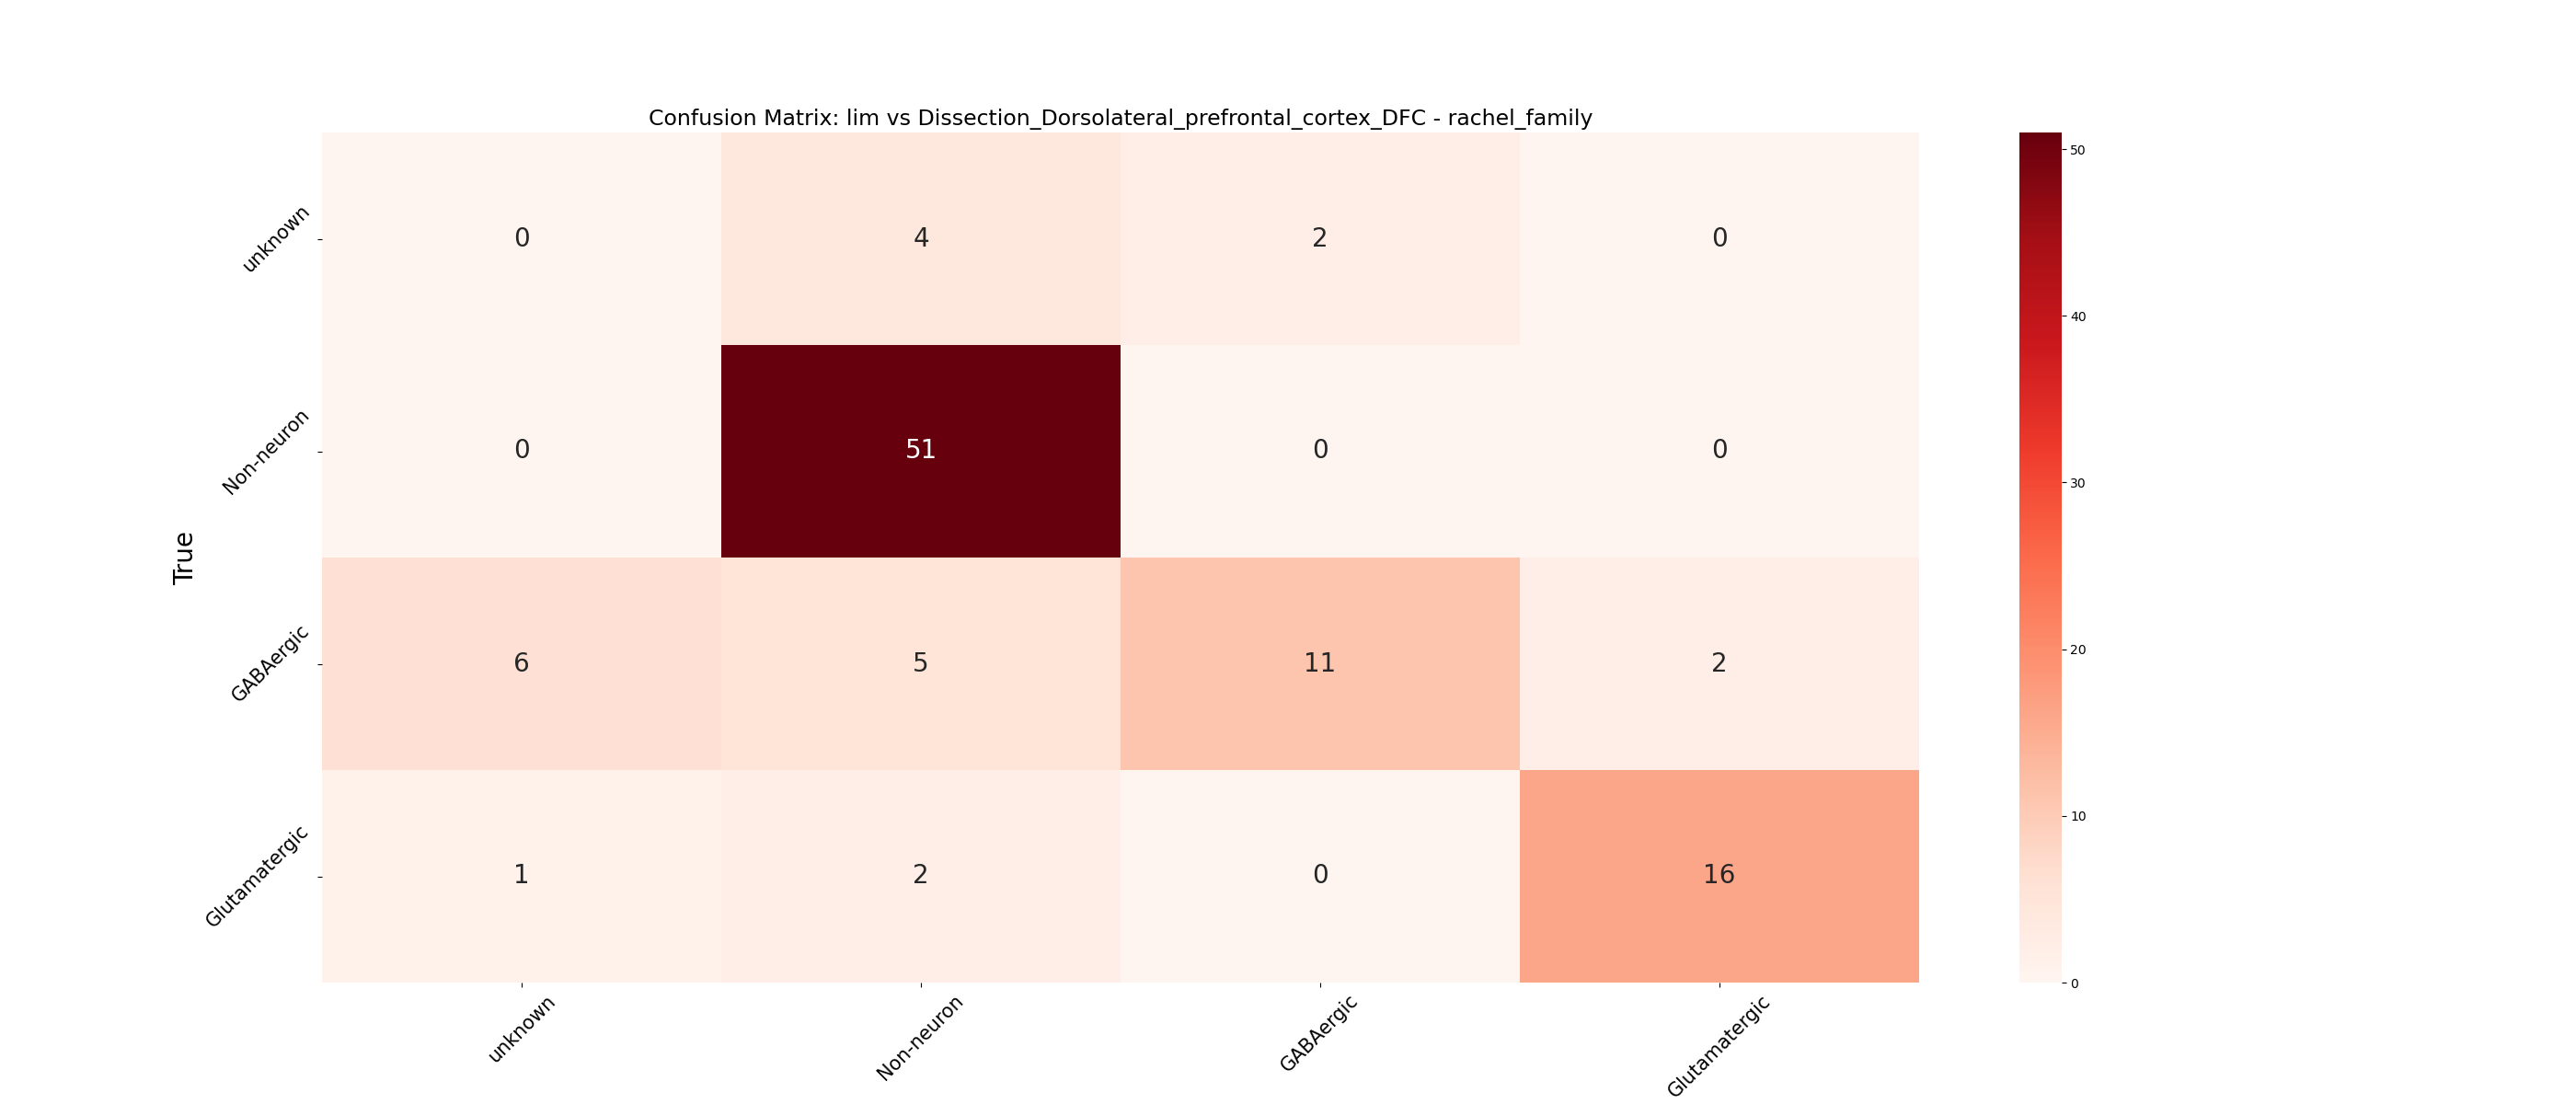 Confusion Matrix: lim vs Dissection_Dorsolateral_prefrontal_cortex_DFC - rachel_family
True
unknown 0 4 2 0
Non-neuron 0 51 0 0
GABAergic 6 5 11 2
Glutamatergic 1 2 0 16
unknown Non-neuron GABAergic Glutamatergic
50
40
30
20
10
0